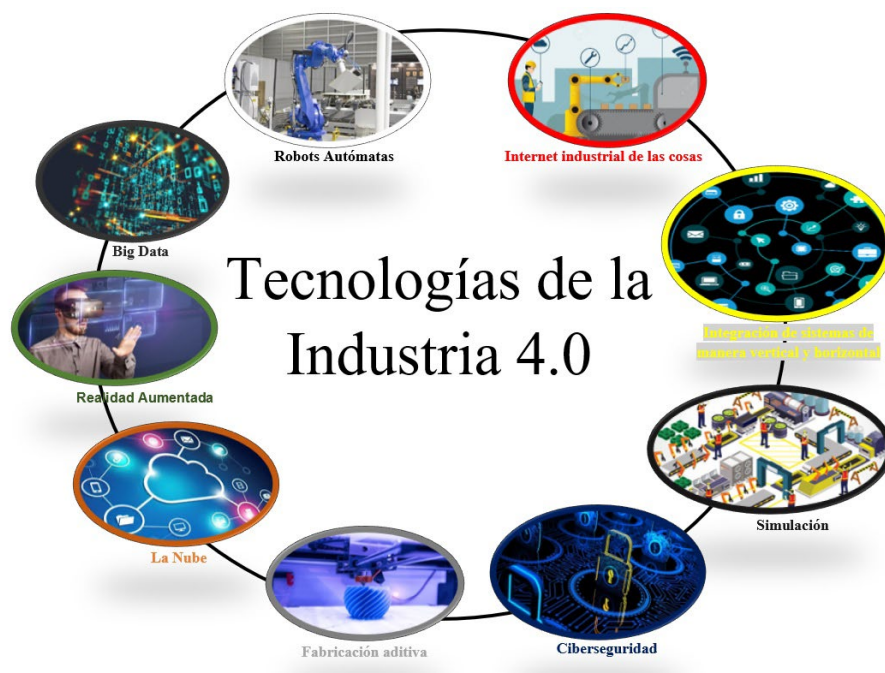 Robots Autómatas
Internet industrial de las cosas
Big Data
Tecnologías de la
Industria 4.0
Integración de sistemas de
manera vertical y horizontal
Realidad Aumentada
Simulación
La Nube
Fabricación aditiva
Ciberseguridad